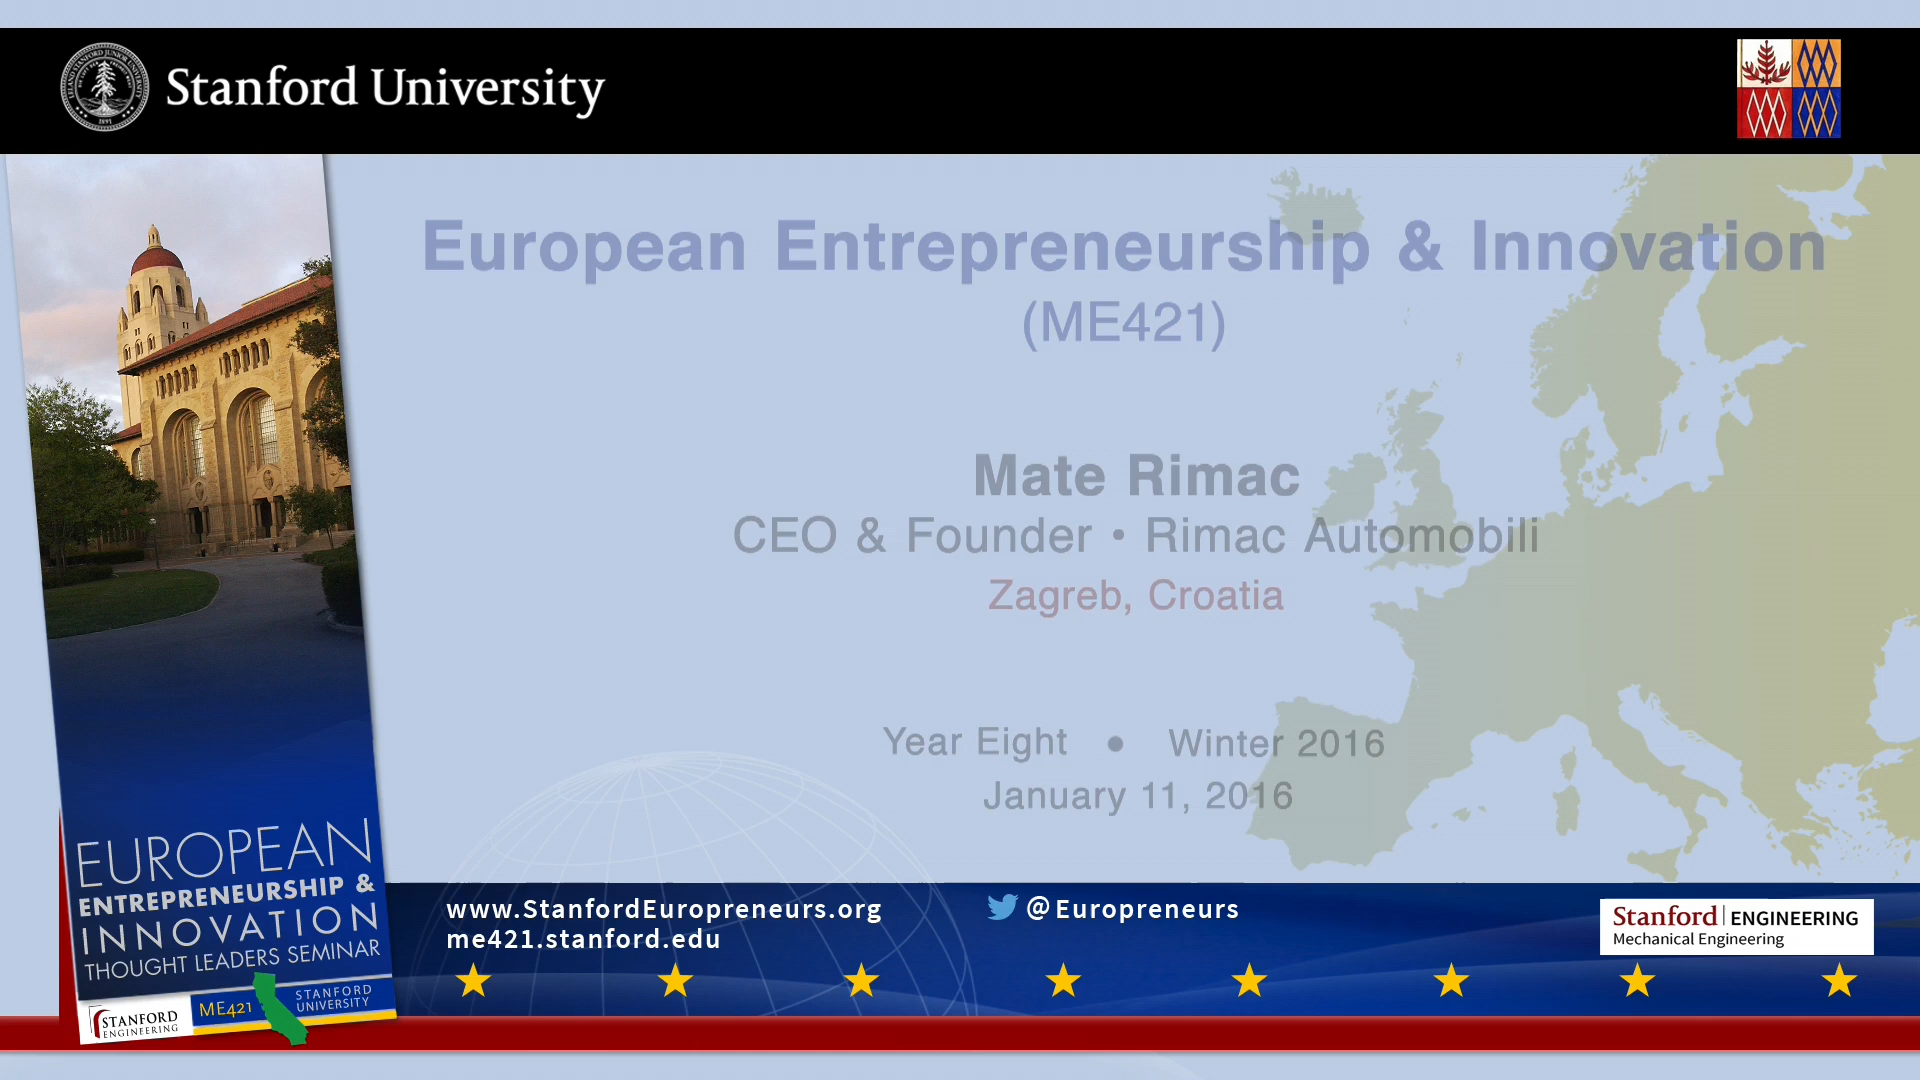 Stanford University
European Entrepreneurship & Innovation
(ME421)
Mate Rimac
CEO & Founder • Rimac Automobili
Zagreb, Croatia
Year Eight • Winter 2016
January 11, 2016
EUROPEAN
ENTREPRENEURSHIP &
INNOVATION
THOUGHT LEADERS SEMINAR
STANFORD
ENGINEERING
ME421
STANFORD
UNIVERSITY
www.StanfordEuropreneurs.org
me421.stanford.edu
@Europreneurs
Stanford | ENGINEERING
Mechanical Engineering